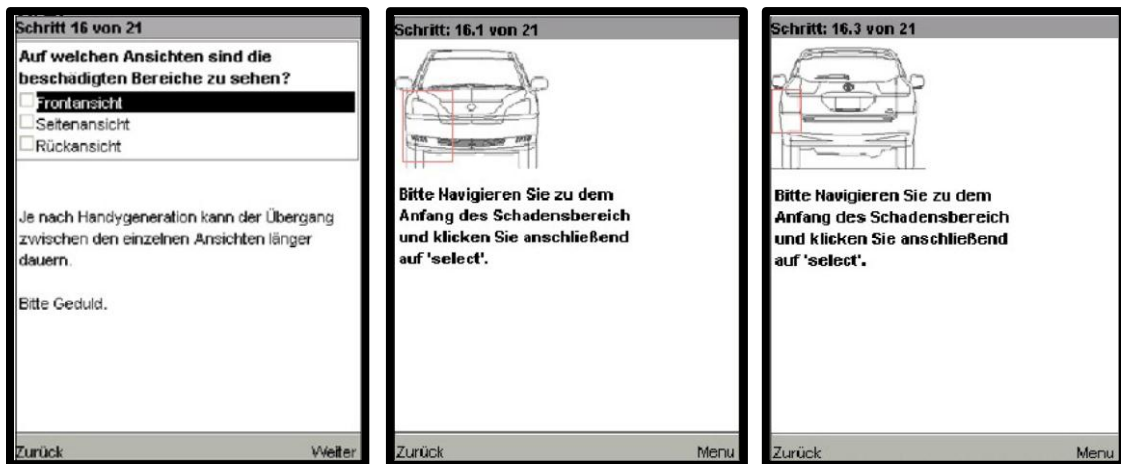 Schritt 16 von 21
Auf welchen Ansichten sind die
beschädigten Bereiche zu sehen?
Frontansicht
Seitenansicht
Rückansicht
Je nach Handygeneration kann der Übergang
zwischen den einzelnen Ansichten länger
dauern.
Bitte Geduld.
Zurück Weiter
Schritt: 16.1 von 21
Bitte Navigieren Sie zu dem
Anfang des Schadensbereich
und klicken Sie anschließend
auf 'select'.
Zurück Menu
Schritt: 16.3 von 21
Bitte Navigieren Sie zu dem
Anfang des Schadensbereich
und klicken Sie anschließend
auf 'select'.
Zurück Menu